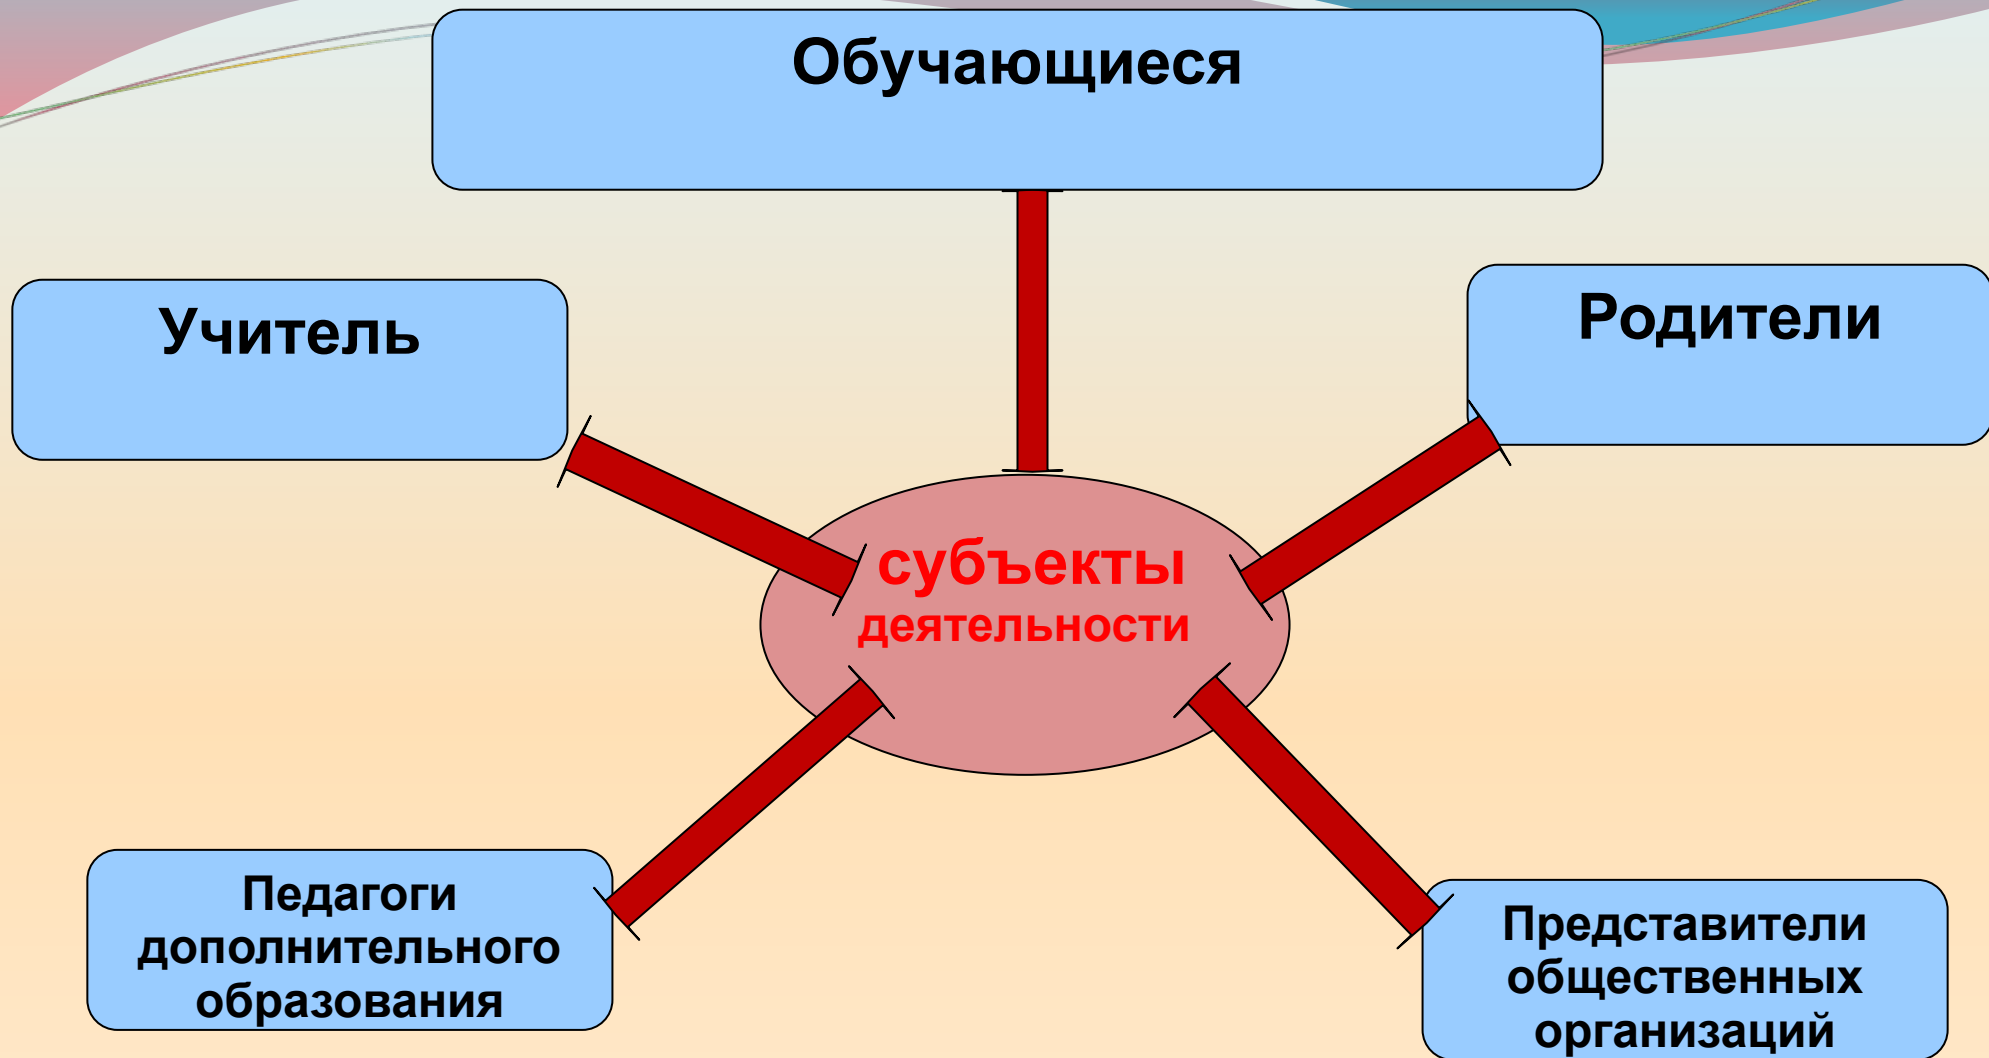 Обучающиеся
Учитель
Родители
субъекты
деятельности
Педагоги
дополнительного
образования
Представители
общественных
организаций